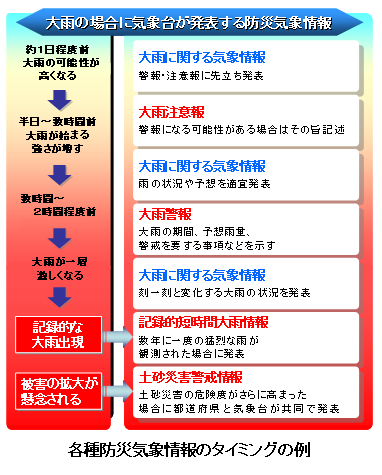 大雨の場合に気象台が発表する防災気象情報
約1日程度前
大雨の可能性が
高くなる
大雨に関する気象情報
警報・注意報に先立ち発表
半日～数時間前
大雨が始まる
強さが増す
大雨注意報
警報になる可能性がある場合はその旨記述
大雨に関する気象情報
雨の状況や予想を適宜発表
数時間～
2時間程度前
大雨警報
大雨の期間、予想雨量、
警戒を要する事項などを示す
大雨が一層
激しくなる
大雨に関する気象情報
刻一刻と変化する大雨の状況を発表
記録的な
大雨出現
記録的短時間大雨情報
数年に一度の猛烈な雨が
観測された場合に発表
被害の拡大が
懸念される
土砂災害警戒情報
土砂災害の危険度がさらに高まった
場合に都道府県と気象台が共同で発表
各種防災気象情報のタイミングの例